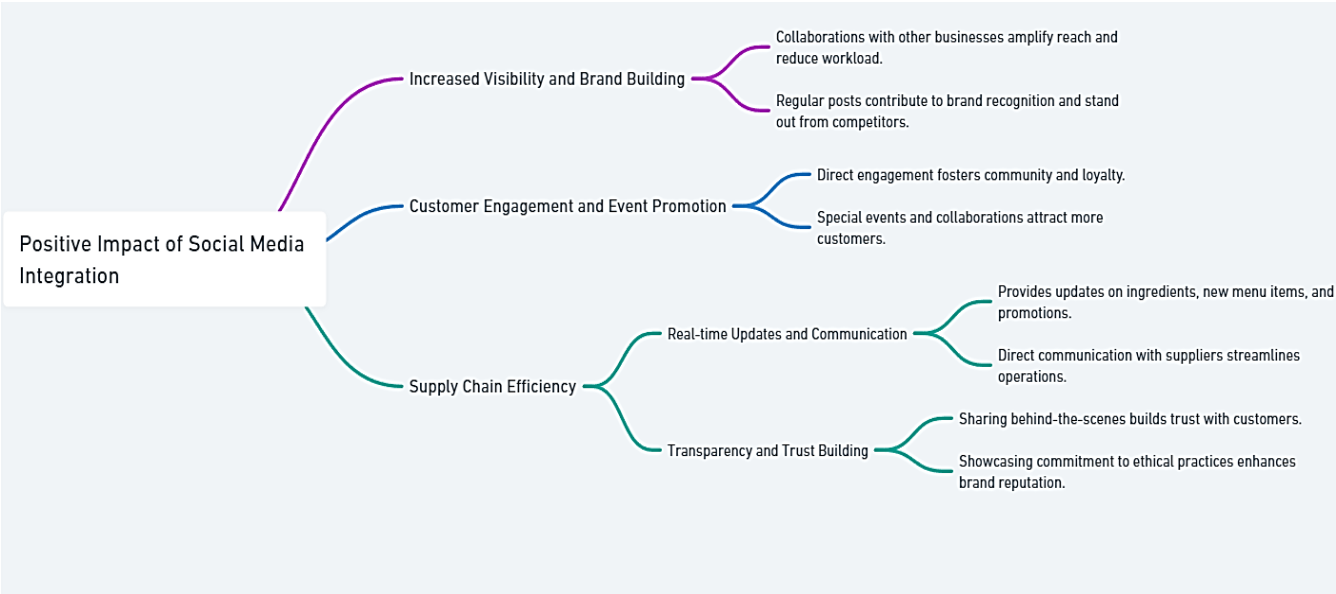 Positive Impact of Social Media
Integration
Increased Visibility and Brand Building
Collaborations with other businesses amplify reach and
reduce workload.
Regular posts contribute to brand recognition and stand
out from competitors.
Customer Engagement and Event Promotion
Direct engagement fosters community and loyalty.
Special events and collaborations attract more
customers.
Supply Chain Efficiency
Real-time Updates and Communication
Provides updates on ingredients, new menu items, and
promotions.
Direct communication with suppliers streamlines
operations.
Transparency and Trust Building
Sharing behind-the-scenes builds trust with customers.
Showcasing commitment to ethical practices enhances
brand reputation.